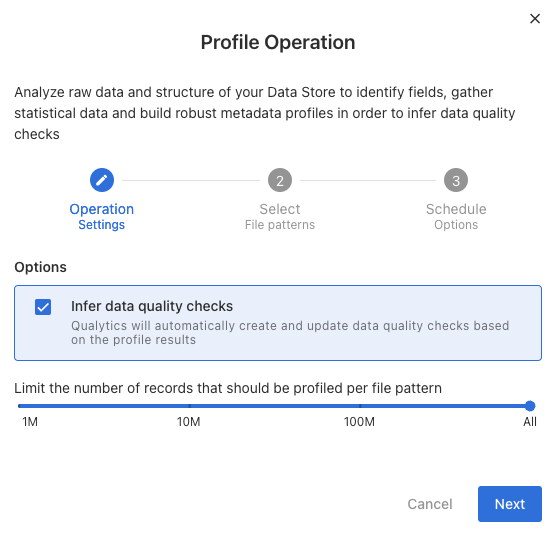 Profile Operation
Analyze raw data and structure of your Data Store to identify fields, gather
statistical data and build robust metadata profiles in order to infer data quality
checks
2
3
Operation
Select
Schedule
Settings
File patterns
Options
Options
Infer data quality checks
Qualytics will automatically create and update data quality checks based
on the profile results
Limit the number of records that should be profiled per file pattern
1M
10M
100M
All
Cancel
Next